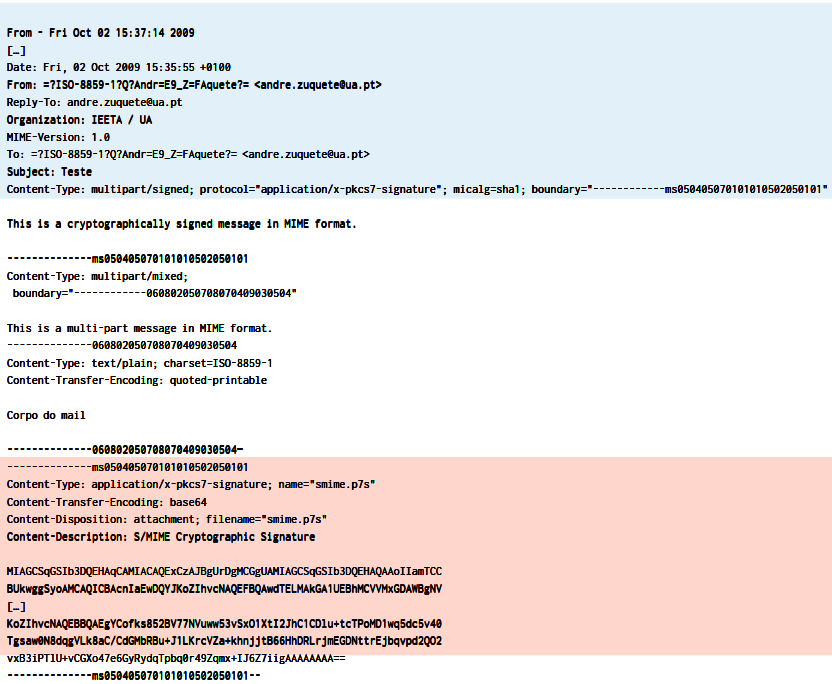 From - Fri Oct 02 15:37:14 2009
[…]
Date: Fri, 02 Oct 2009 15:35:55 +0100
From: =?ISO-8859-1?Q?Andr=E9_Z=FAquete?= <andre.zuquete@ua.pt>
Reply-To: andre.zuquete@ua.pt
Organization: IEETA / UA
MIME-Version: 1.0
To: =?ISO-8859-1?Q?Andr=E9_Z=FAquete?= <andre.zuquete@ua.pt>
Subject: Teste
Content-Type: multipart/signed; protocol="application/x-pkcs7-signature"; micalg=sha1; boundary="------------ms050405070101010502050101"
This is a cryptographically signed message in MIME format.
--------------ms050405070101010502050101
Content-Type: multipart/mixed;
boundary="------------060802050708070409030504"
This is a multi-part message in MIME format.
--------------060802050708070409030504
Content-Type: text/plain; charset=ISO-8859-1
Content-Transfer-Encoding: quoted-printable
Corpo do mail
--------------060802050708070409030504–
--------------ms050405070101010502050101
Content-Type: application/x-pkcs7-signature; name="smime.p7s"
Content-Transfer-Encoding: base64
Content-Disposition: attachment; filename="smime.p7s"
Content-Description: S/MIME Cryptographic Signature
MIAGCSqGSIb3DQEHAqCAMIACAQExCzAJBgUrDgMCGgUAMIAGCSqGSIb3DQEHAQAAoIIamTCC
BUkwggSyoAMCAQICBAcnIaEwDQYJKoZIhvcNAQEFBQAwdTELMAkGA1UEBhMCVVMxGDAWBgNV
[…]
KoZIhvcNAQEBBQAEgYCofks852BV77NVuww53vSxO1XtI2JhC1CDlu+tcTPoMD1wq5dc5v40
Tgsaw0N8dqgVLk8aC/CdGMbRBu+J1LKrcVZa+khnjjtB66HhDRLrjmEGDNttrEjbqvpd2QO2
vxB3iPTlU+vCGXo47e6GyRydqTpbq0r49Zqmx+IJ6Z7iigAAAAAAAA==
--------------ms050405070101010502050101--